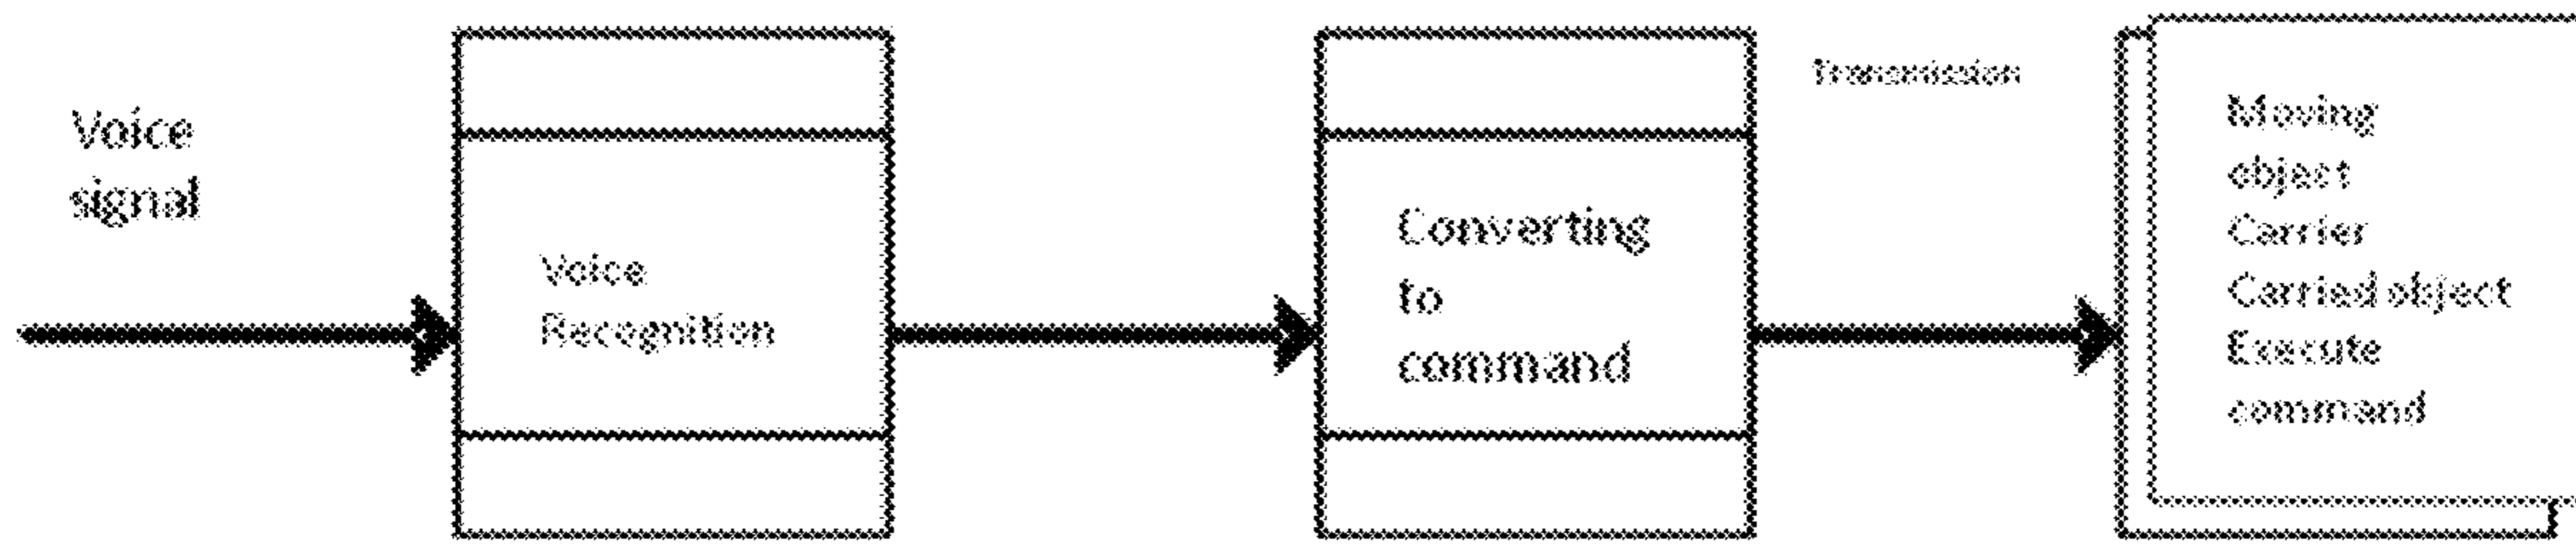 Voice
signal
Voice
Recognition
Converting
to
command
Transmission
Moving
object
Carrier
Carried object
Execute
command